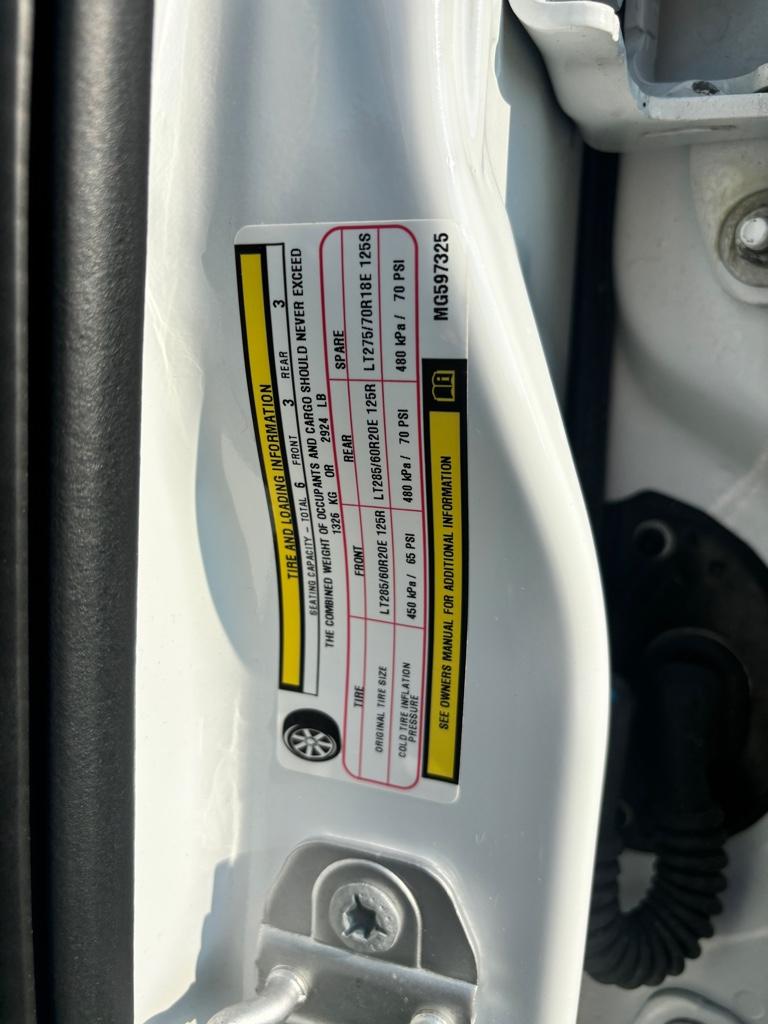 TIRE AND LOADING INFORMATION
SEATING CAPACITY - TOTAL 6 FRONT 3 REAR 3
THE COMBINED WEIGHT OF OCCUPANTS AND CARGO SHOULD NEVER EXCEED
1326 KG OR 2924 LB
TIRE FRONT REAR SPARE
ORIGINAL TIRE SIZE LT285/60R20E 125R LT285/60R20E 125R LT275/70R18E 125S
COLD TIRE INFLATION
PRESSURE 450 kPa / 65 PSI 480 kPa / 70 PSI 480 kPa / 70 PSI
SEE OWNERS MANUAL FOR ADDITIONAL INFORMATION
MG597325